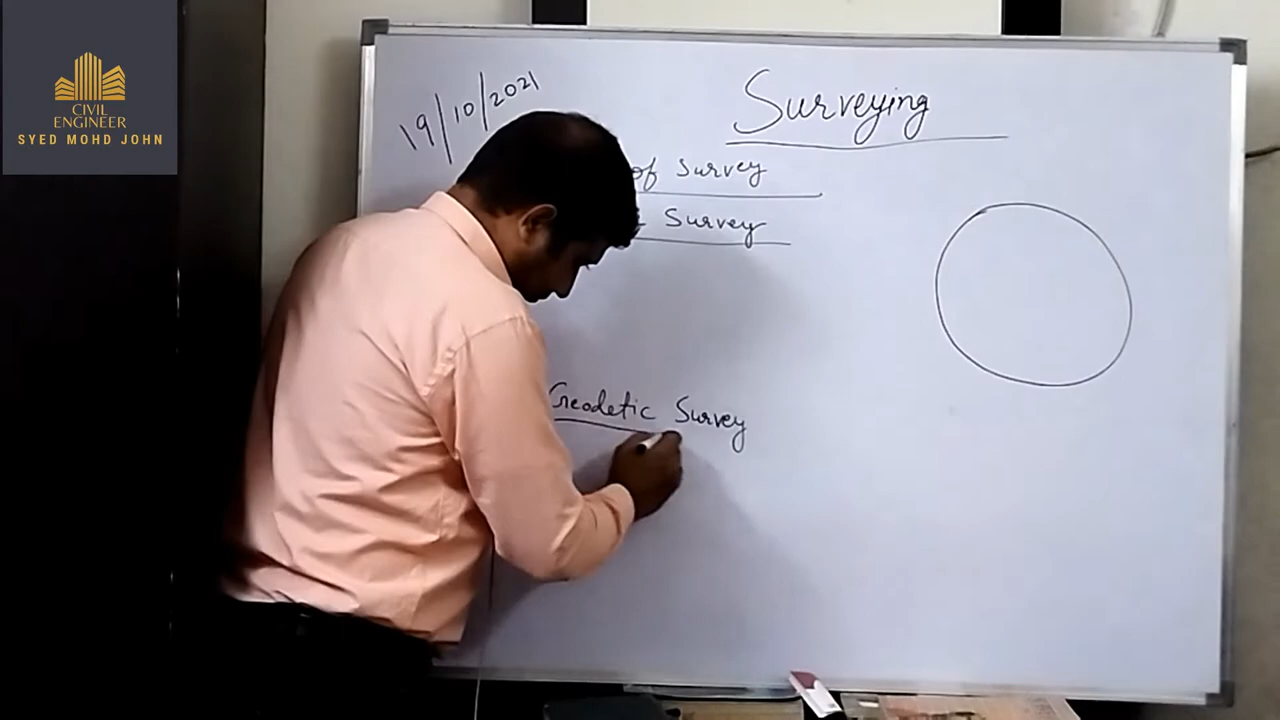 CIVIL
ENGINEER
SYED MOHD JOHN
19/10/2021
Surveying
of Survey
Survey
Geodetic Survey